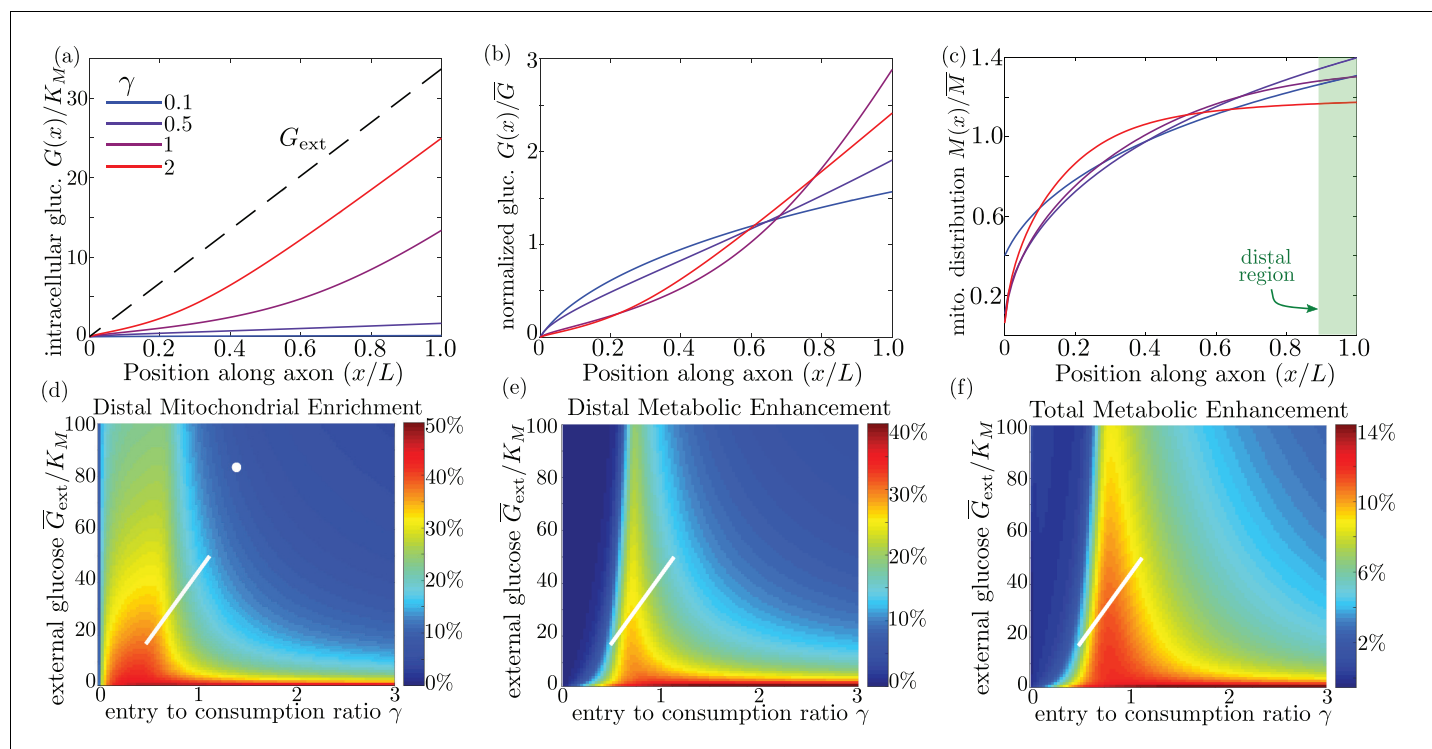 (a)
intracellular gluc. G(x)/K_M
30
20
10
0
γ
0.1
0.5
1
2
G_ext
0 0.2 0.4 0.6 0.8 1.0
Position along axon (x/L)
(b)
normalized gluc. G(x)/G̅
3
2
1
0
0 0.2 0.4 0.6 0.8 1.0
Position along axon (x/L)
(c)
mito. distribution M(x)/M̅
1.4
1.0
0.6
0.2
distal
region
0 0.2 0.4 0.6 0.8 1.0
Position along axon (x/L)
(d)
Distal Mitochondrial Enrichment
external glucose G̅_ext/K_M
100
80
60
40
20
0
0 1 2 3
entry to consumption ratio γ
50%
40%
30%
20%
10%
0%
(e)
Distal Metabolic Enhancement
external glucose G̅_ext/K_M
100
80
60
40
20
0
0 1 2 3
entry to consumption ratio γ
40%
30%
20%
10%
0%
(f)
Total Metabolic Enhancement
external glucose G̅_ext/K_M
100
80
60
40
20
0
0 1 2 3
entry to consumption ratio γ
14%
10%
6%
2%